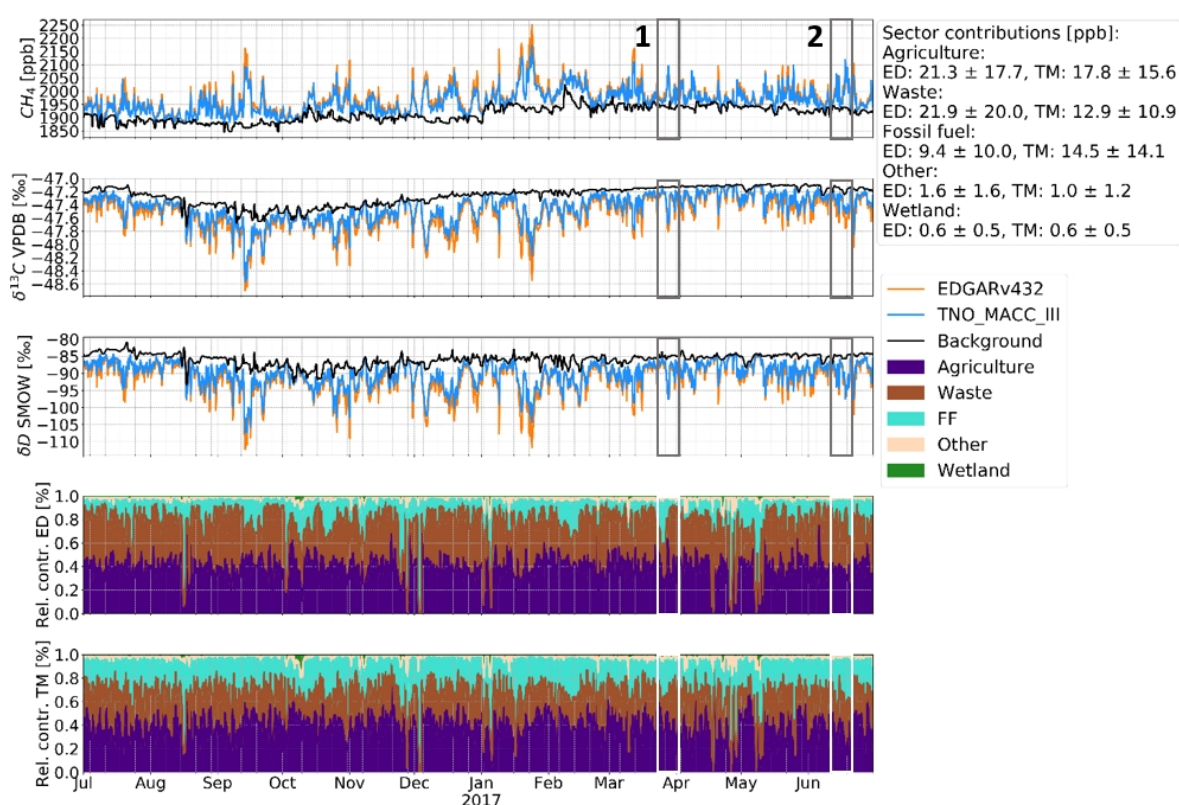 1
2
CH₄ [ppb]
2250
2200
2150
2100
2050
2000
1950
1900
1850
Sector contributions [ppb]:
Agriculture:
ED: 21.3 ± 17.7, TM: 17.8 ± 15.6
Waste:
ED: 21.9 ± 20.0, TM: 12.9 ± 10.9
Fossil fuel:
ED: 9.4 ± 10.0, TM: 14.5 ± 14.1
Other:
ED: 1.6 ± 1.6, TM: 1.0 ± 1.2
Wetland:
ED: 0.6 ± 0.5, TM: 0.6 ± 0.5
δ¹³C VPDB [‰]
−47.0
−47.2
−47.6
−48.0
−48.2
−48.4
−48.6
EDGARv432
TNO_MACC_III
Background
Agriculture
Waste
FF
Other
Wetland
δD SMOW [‰]
−80
−85
−90
−95
−100
−105
−110
Rel. contr. ED [%]
1.0
0.8
0.6
0.4
0.2
0.0
Rel. contr. TM [%]
1.0
0.8
0.6
0.4
0.2
0.0
Jul Aug Sep Oct Nov Dec Jan Feb Mar Apr May Jun
2017